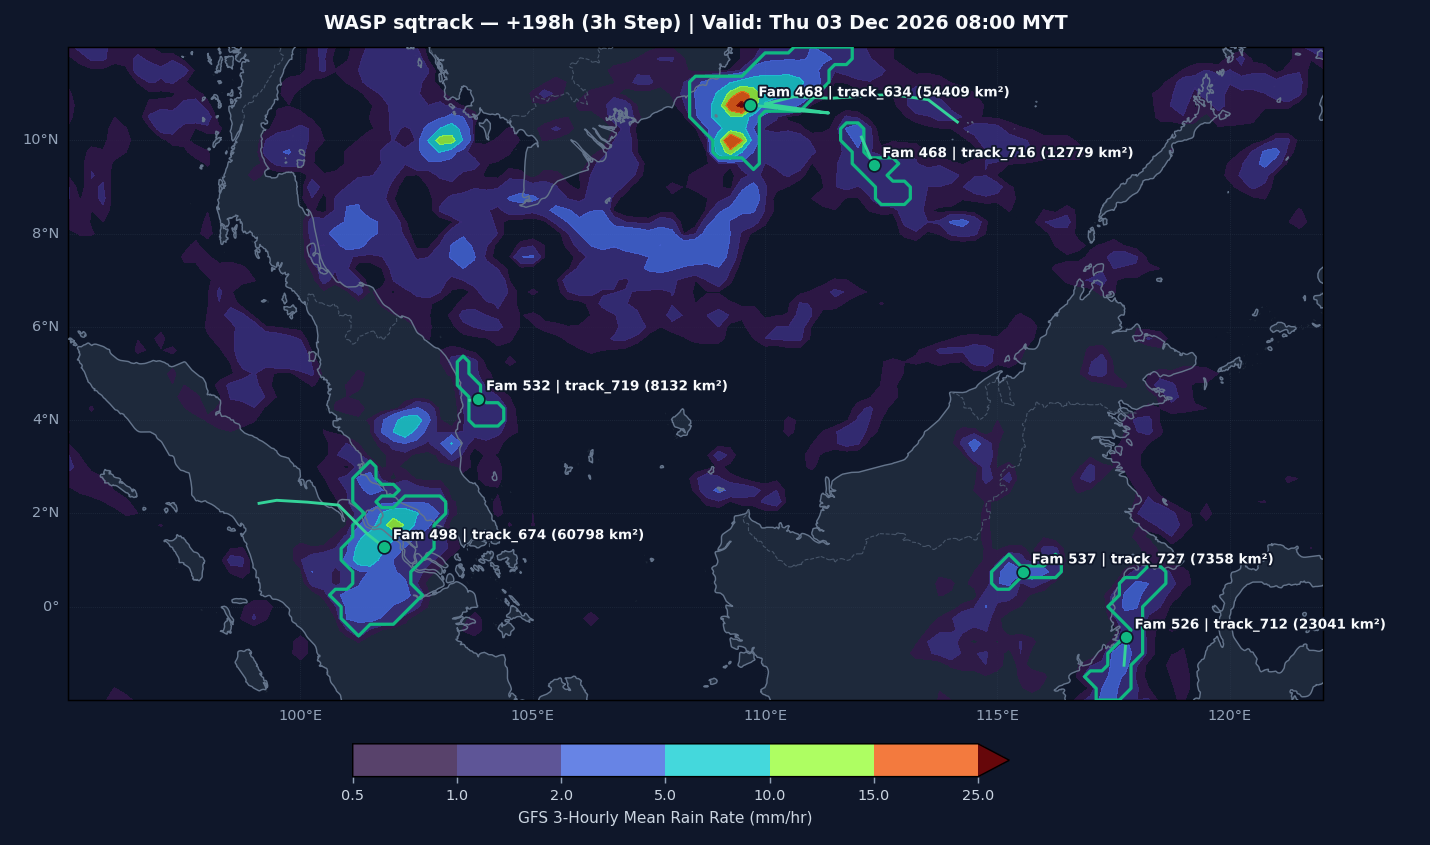 WASP sqtrack — +198h (3h Step) | Valid: Thu 03 Dec 2026 08:00 MYT
Fam 468 | track_634 (54409 km²)
10°N
Fam 468 | track_716 (12779 km²)
8°N
6°N
Fam 532 | track_719 (8132 km²)
4°N
2°N
Fam 498 | track_674 (60798 km²)
Fam 537 | track_727 (7358 km²)
0°
Fam 526 | track_712 (23041 km²)
100°E 105°E 110°E 115°E 120°E
0.5 1.0 2.0 5.0 10.0 15.0 25.0
GFS 3-Hourly Mean Rain Rate (mm/hr)